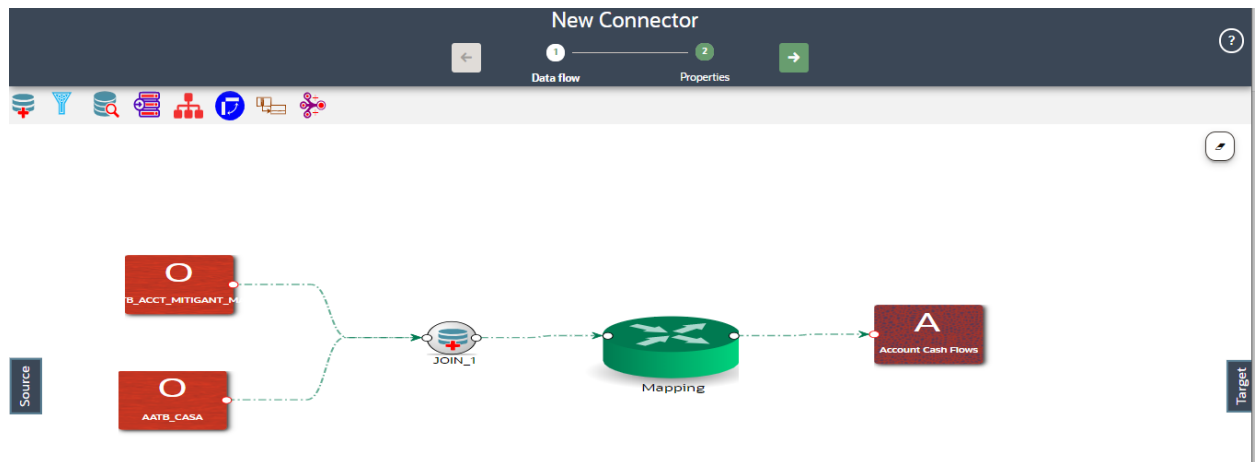 New Connector
?
1
2
Data flow
Properties
O
B_ACCT_MITIGANT_M
A
Account Cash Flows
JOIN_1
Mapping
Source
O
AATB_CASA
Target